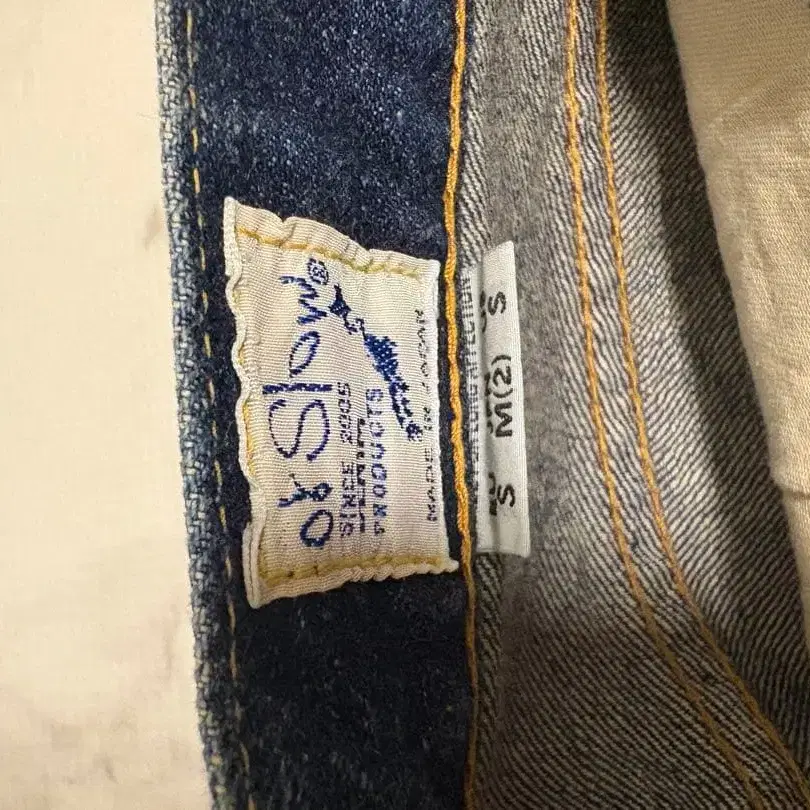 orSlow®
SINCE 2005
PRODUCTS
MADE IN JAPAN
S M(2) S